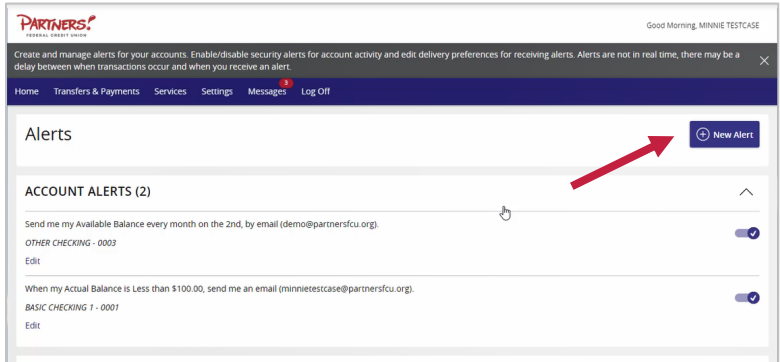 PARTNERS!
FEDERAL CREDIT UNION
Good Morning, MINNIE TESTCASE
Create and manage alerts for your accounts. Enable/disable security alerts for account activity and edit delivery preferences for receiving alerts. Alerts are not in real time, there may be a
delay between when transactions occur and when you receive an alert.
Home Transfers & Payments Services Settings Messages 3 Log Off
Alerts
New Alert
ACCOUNT ALERTS (2)
Send me my Available Balance every month on the 2nd, by email (demo@partnersfcu.org).
OTHER CHECKING - 0003
Edit
When my Actual Balance is Less than $100.00, send me an email (minnietestcase@partnersfcu.org).
BASIC CHECKING 1 - 0001
Edit